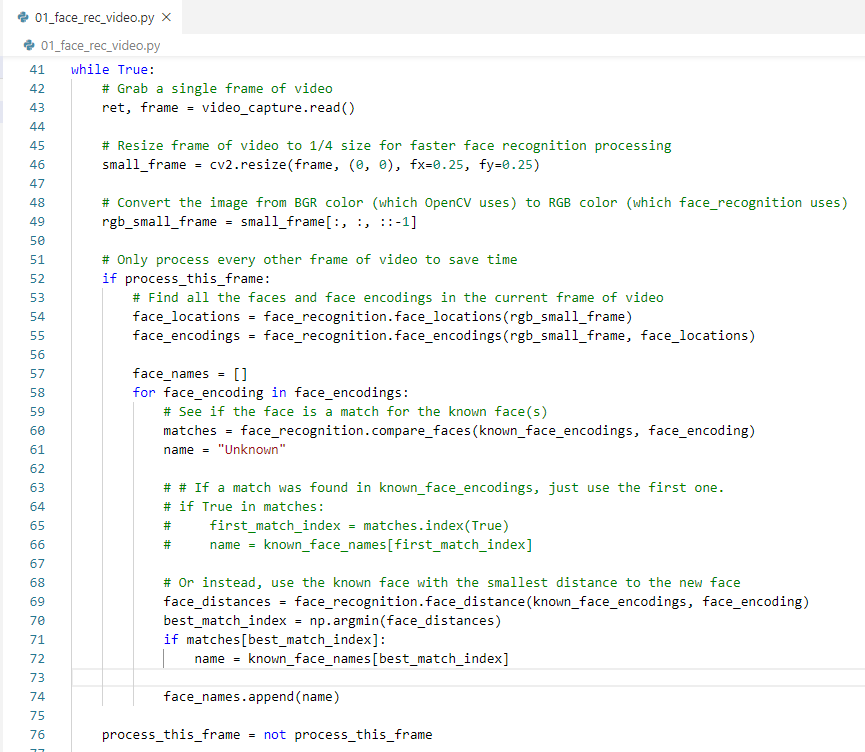 01_face_rec_video.py ×
01_face_rec_video.py
41 while True:
42     # Grab a single frame of video
43     ret, frame = video_capture.read()
44
45     # Resize frame of video to 1/4 size for faster face recognition processing
46     small_frame = cv2.resize(frame, (0, 0), fx=0.25, fy=0.25)
47
48     # Convert the image from BGR color (which OpenCV uses) to RGB color (which face_recognition uses)
49     rgb_small_frame = small_frame[:, :, ::-1]
50
51     # Only process every other frame of video to save time
52     if process_this_frame:
53         # Find all the faces and face encodings in the current frame of video
54         face_locations = face_recognition.face_locations(rgb_small_frame)
55         face_encodings = face_recognition.face_encodings(rgb_small_frame, face_locations)
56
57         face_names = []
58         for face_encoding in face_encodings:
59             # See if the face is a match for the known face(s)
60             matches = face_recognition.compare_faces(known_face_encodings, face_encoding)
61             name = "Unknown"
62
63             # # If a match was found in known_face_encodings, just use the first one.
64             # if True in matches:
65             #     first_match_index = matches.index(True)
66             #     name = known_face_names[first_match_index]
67
68             # Or instead, use the known face with the smallest distance to the new face
69             face_distances = face_recognition.face_distance(known_face_encodings, face_encoding)
70             best_match_index = np.argmin(face_distances)
71             if matches[best_match_index]:
72                 name = known_face_names[best_match_index]
73
74             face_names.append(name)
75
76     process_this_frame = not process_this_frame